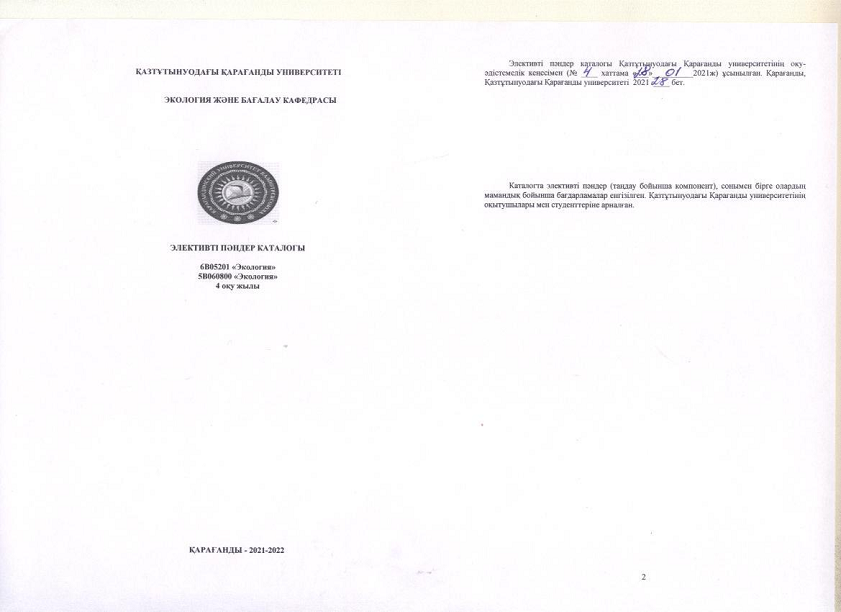 ҚАЗТҰТЫНУОДАҒЫ ҚАРАҒАНДЫ УНИВЕРСИТЕТІ
ЭКОЛОГИЯ ЖӘНЕ БАҒАЛАУ КАФЕДРАСЫ
ЭЛЕКТИВТІ ПӘНДЕР КАТАЛОГЫ
6В05201 «Экология»
5В060800 «Экология»
4 оқу жылы
ҚАРАҒАНДЫ - 2021-2022
Элективті пәндер каталогы Қазтұтынуодағы Қарағанды университетінің оқу-
әдістемелік кеңесімен (№ 4 хаттама «18» 01 2021ж) ұсынылған. Қарағанды,
Қазтұтынуодағы Қарағанды университеті 2021 28 бет.
Каталогта элективті пәндер (таңдау бойынша компонент), сонымен бірге олардың
мамандық бойынша бағдарламалар енгізілген. Қазтұтынуодағы Қарағанды университетінің
оқытушылары мен студенттеріне арналған.
2